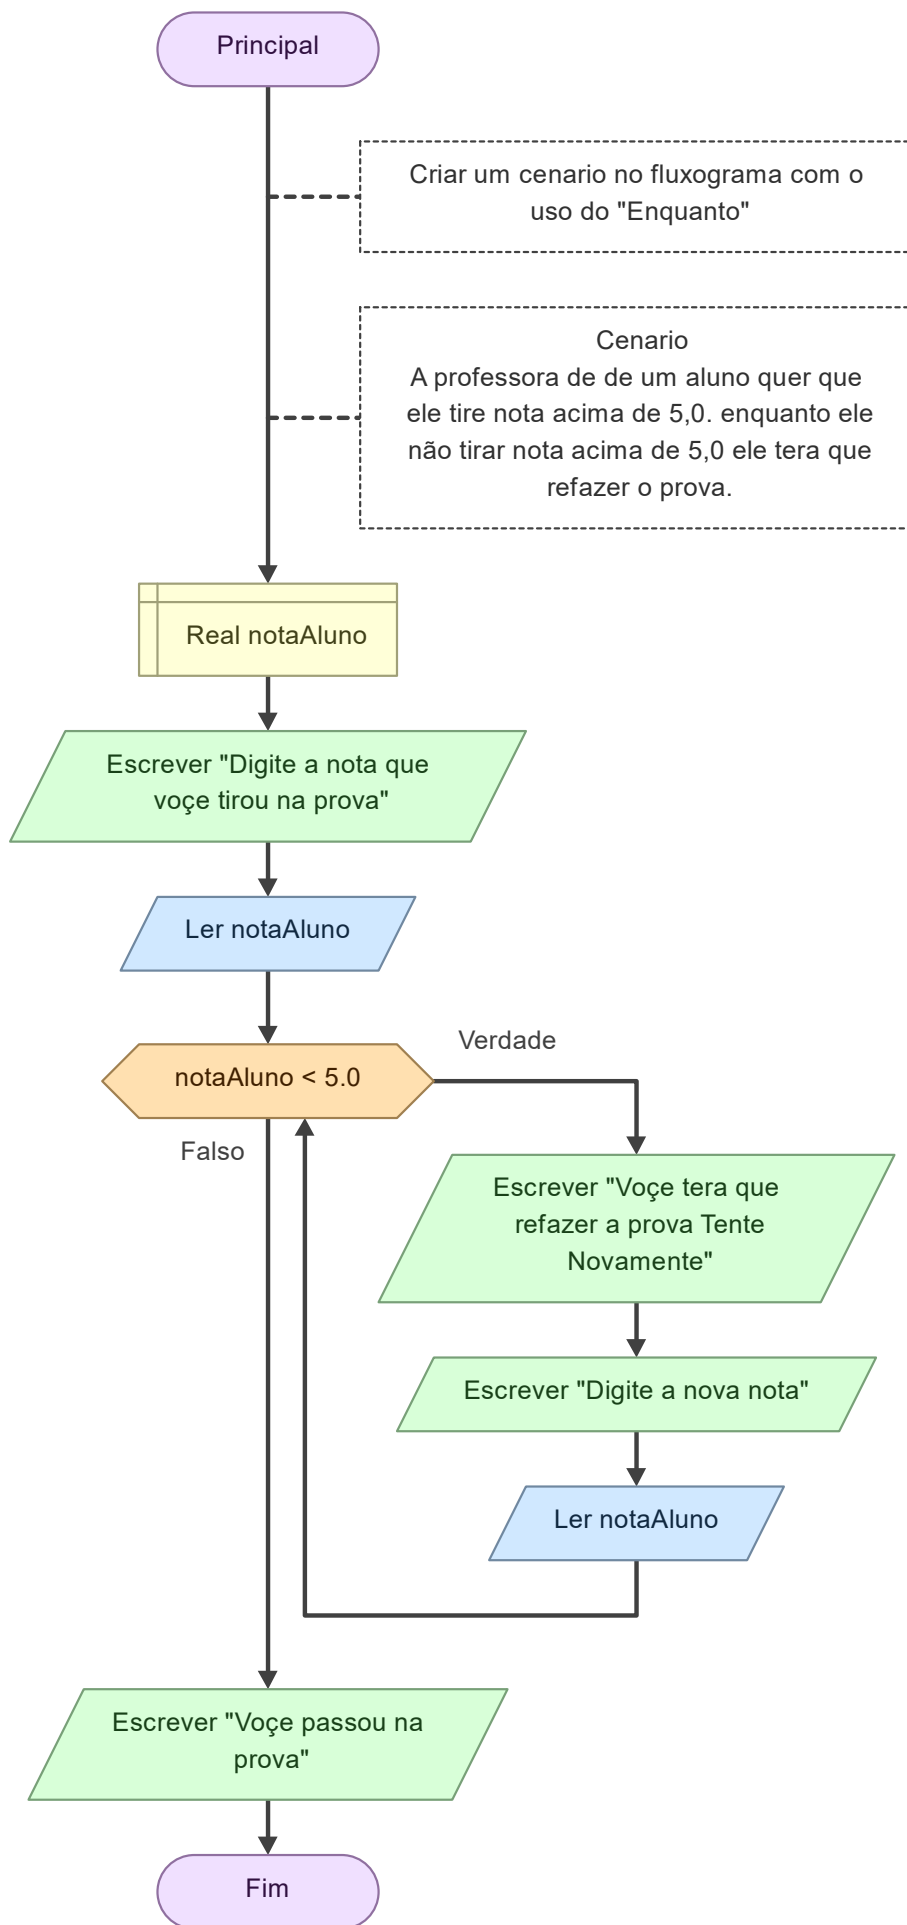 Principal
Criar um cenario no fluxograma com o
uso do "Enquanto"
Cenario
A professora de de um aluno quer que
ele tire nota acima de 5,0. enquanto ele
não tirar nota acima de 5,0 ele tera que
refazer o prova.
Real notaAluno
Escrever "Digite a nota que
voçe tirou na prova"
Ler notaAluno
notaAluno < 5.0
Verdade
Falso
Escrever "Voçe tera que
refazer a prova Tente
Novamente"
Escrever "Digite a nova nota"
Ler notaAluno
Escrever "Voçe passou na
prova"
Fim